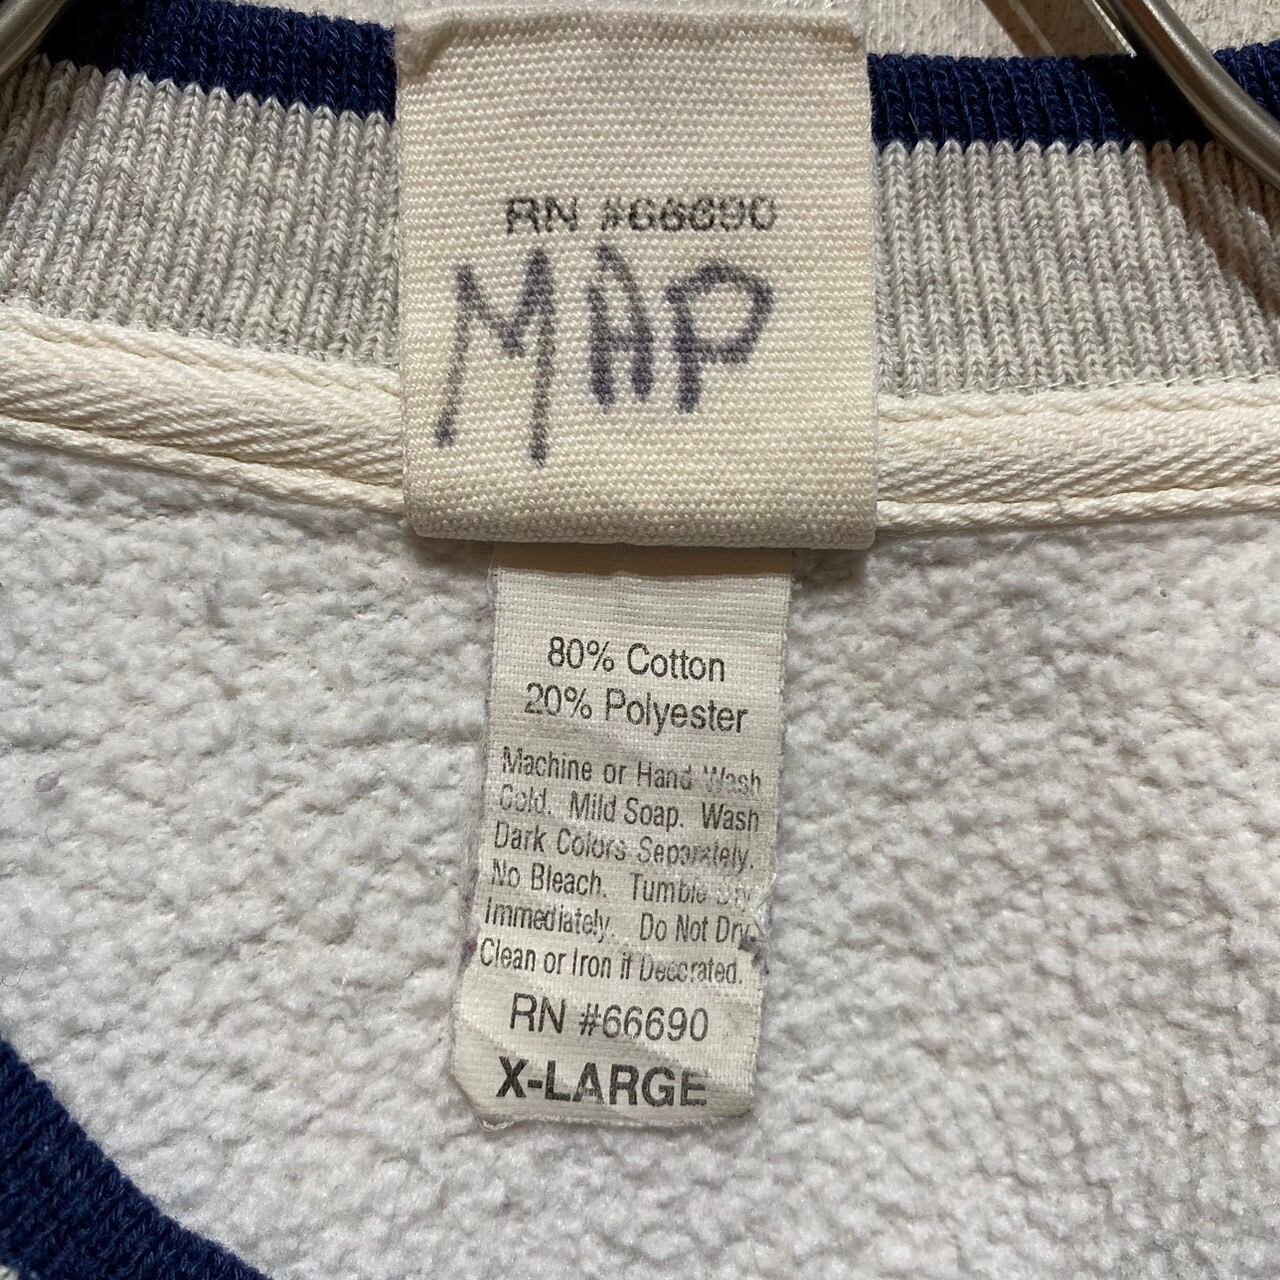 RN #66690
MAP
80% Cotton
20% Polyester
Machine or Hand Wash
Cold. Mild Soap. Wash
Dark Colors Separately.
No Bleach. Tumble Dry
Immediately. Do Not Dry
Clean or Iron if Decorated.
RN #66690
X-LARGE